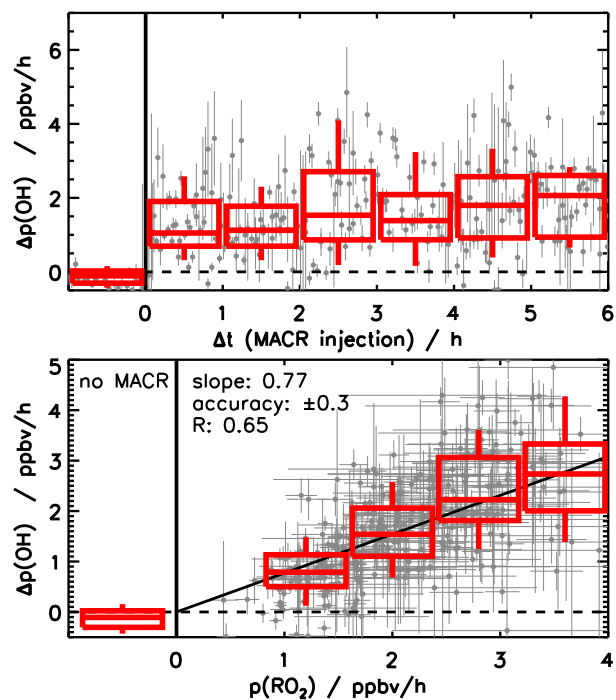 6
4
2
0
Δp(OH) / ppbv/h
0 1 2 3 4 5 6
Δt (MACR injection) / h
no MACR
slope: 0.77
accuracy: ±0.3
R: 0.65
5
4
3
2
1
0
Δp(OH) / ppbv/h
0 1 2 3 4
p(RO₂) / ppbv/h